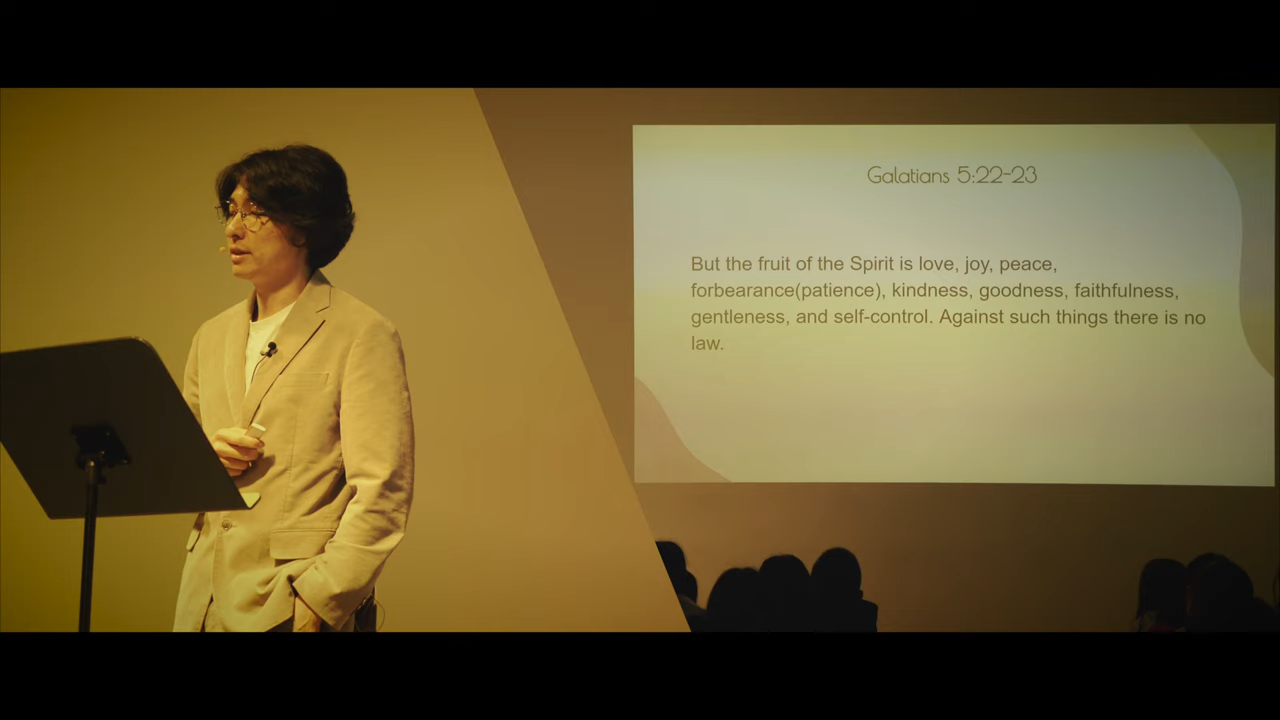 Galatians 5:22-23
But the fruit of the Spirit is love, joy, peace,
forbearance(patience), kindness, goodness, faithfulness,
gentleness, and self-control. Against such things there is no
law.